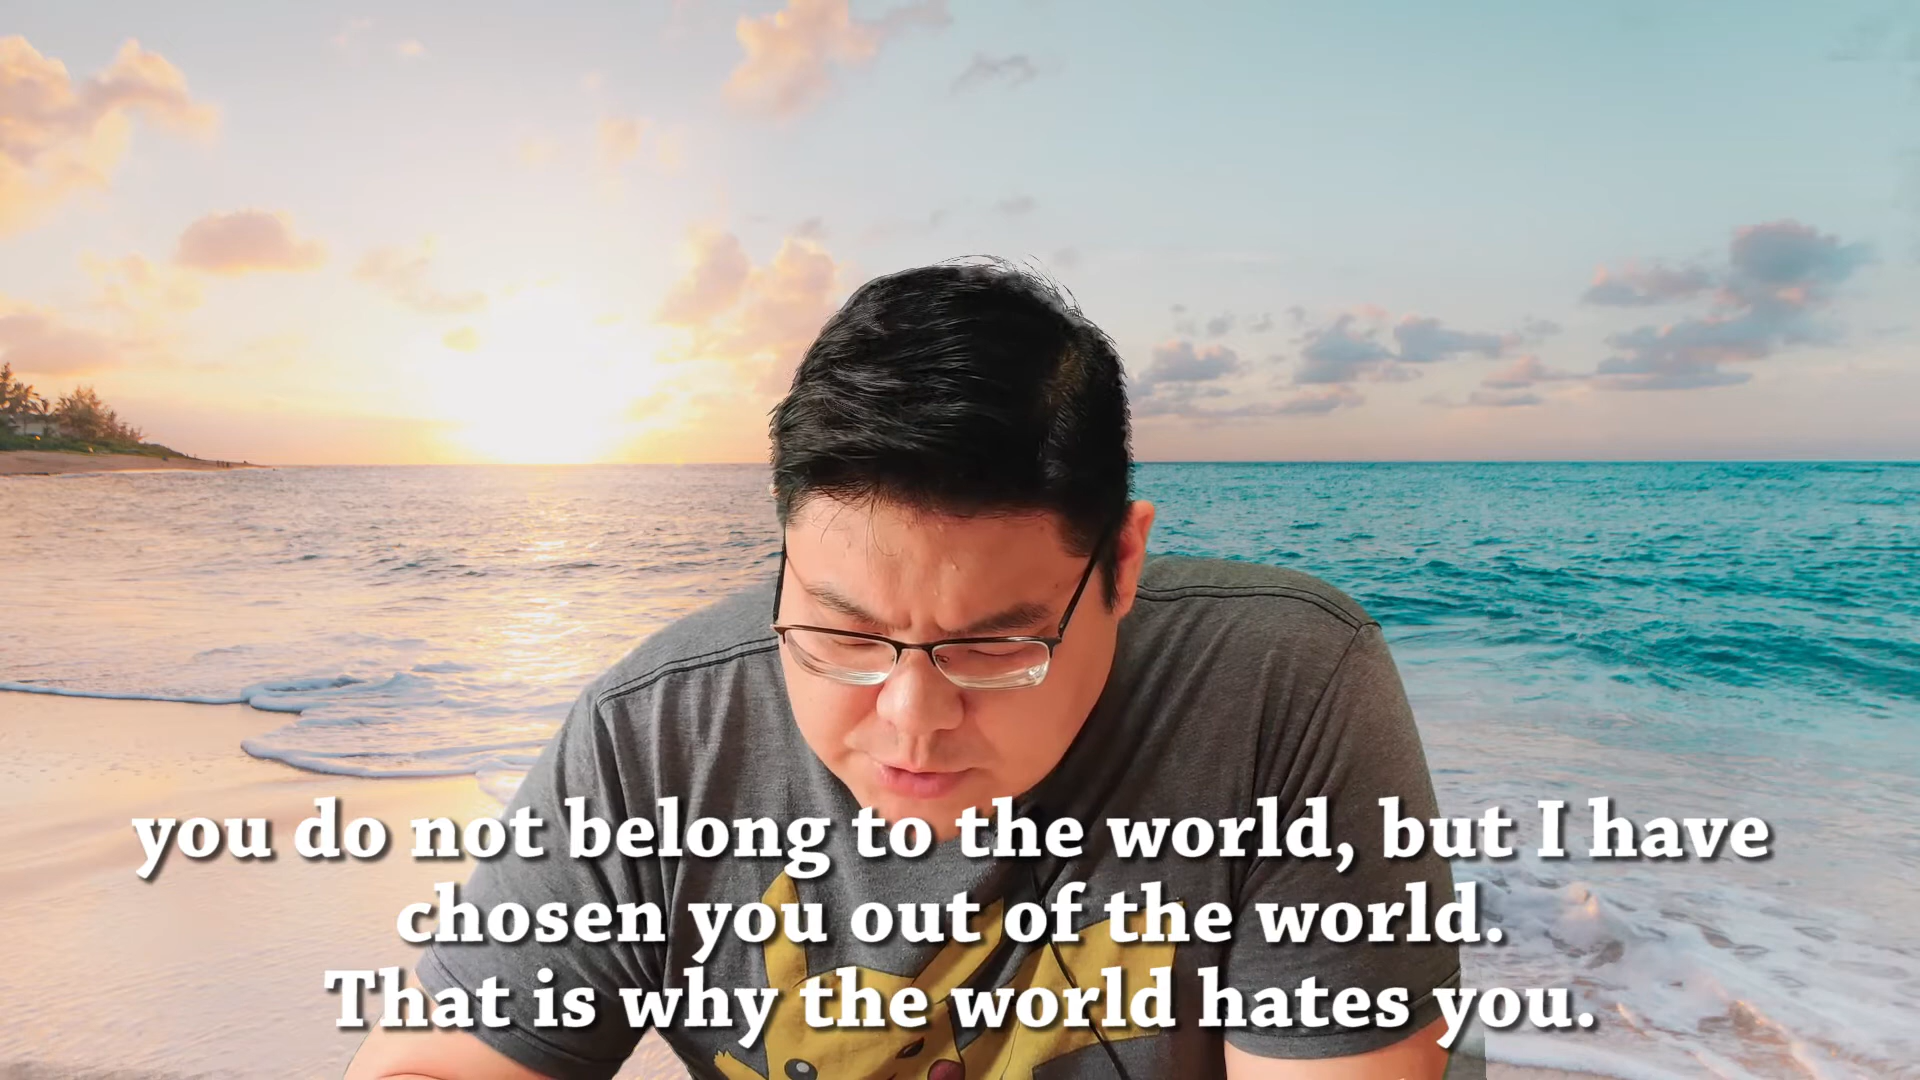 you do not belong to the world, but I have
chosen you out of the world.
That is why the world hates you.